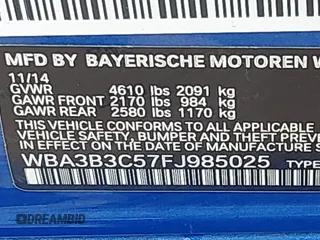 MFD BY BAYERISCHE MOTOREN W
11/14
GVWR 4610 lbs 2091 kg
GAWR FRONT 2170 lbs 984 kg
GAWR REAR 2580 lbs 1170 kg
THIS VEHICLE CONFORMS TO ALL APPLIC
VEHICLE SAFETY, BUMPER AND THEFT PREV
IN EFFECT ON THE DATE OF MANUFACTURE
WBA3B3C57FJ985025 TYPE
© DREAMBID